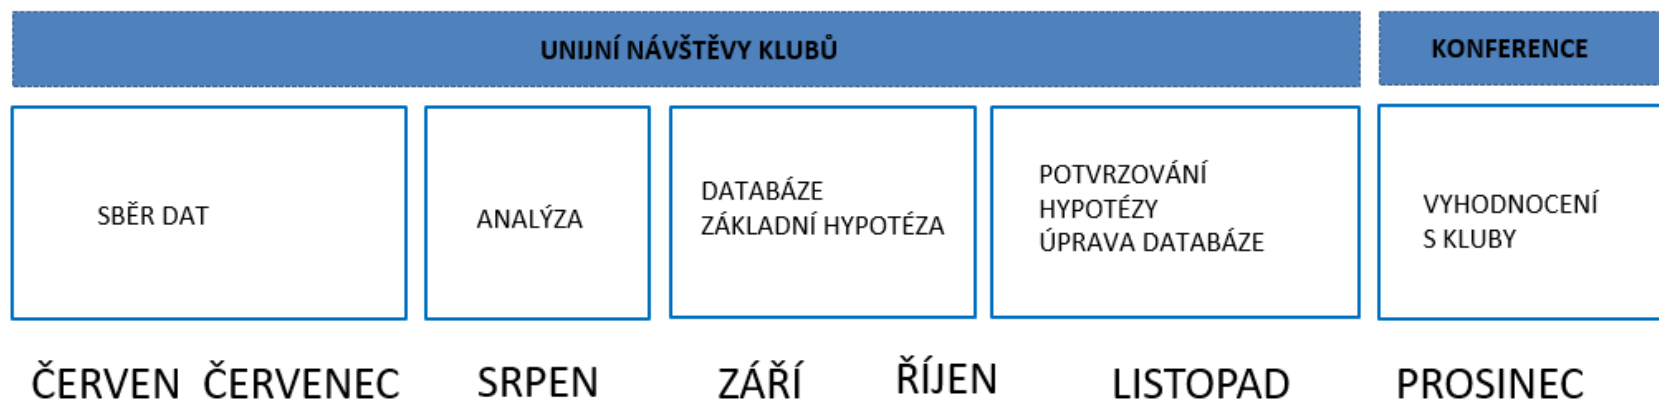 UNIJNÍ NÁVŠTĚVY KLUBŮ
KONFERENCE
SBĚR DAT
ANALÝZA
DATABÁZE
ZÁKLADNÍ HYPOTÉZA
POTVRZOVÁNÍ
HYPOTÉZY
ÚPRAVA DATABÁZE
VYHODNOCENÍ
S KLUBY
ČERVEN ČERVENEC SRPEN ZÁŘÍ ŘÍJEN LISTOPAD PROSINEC